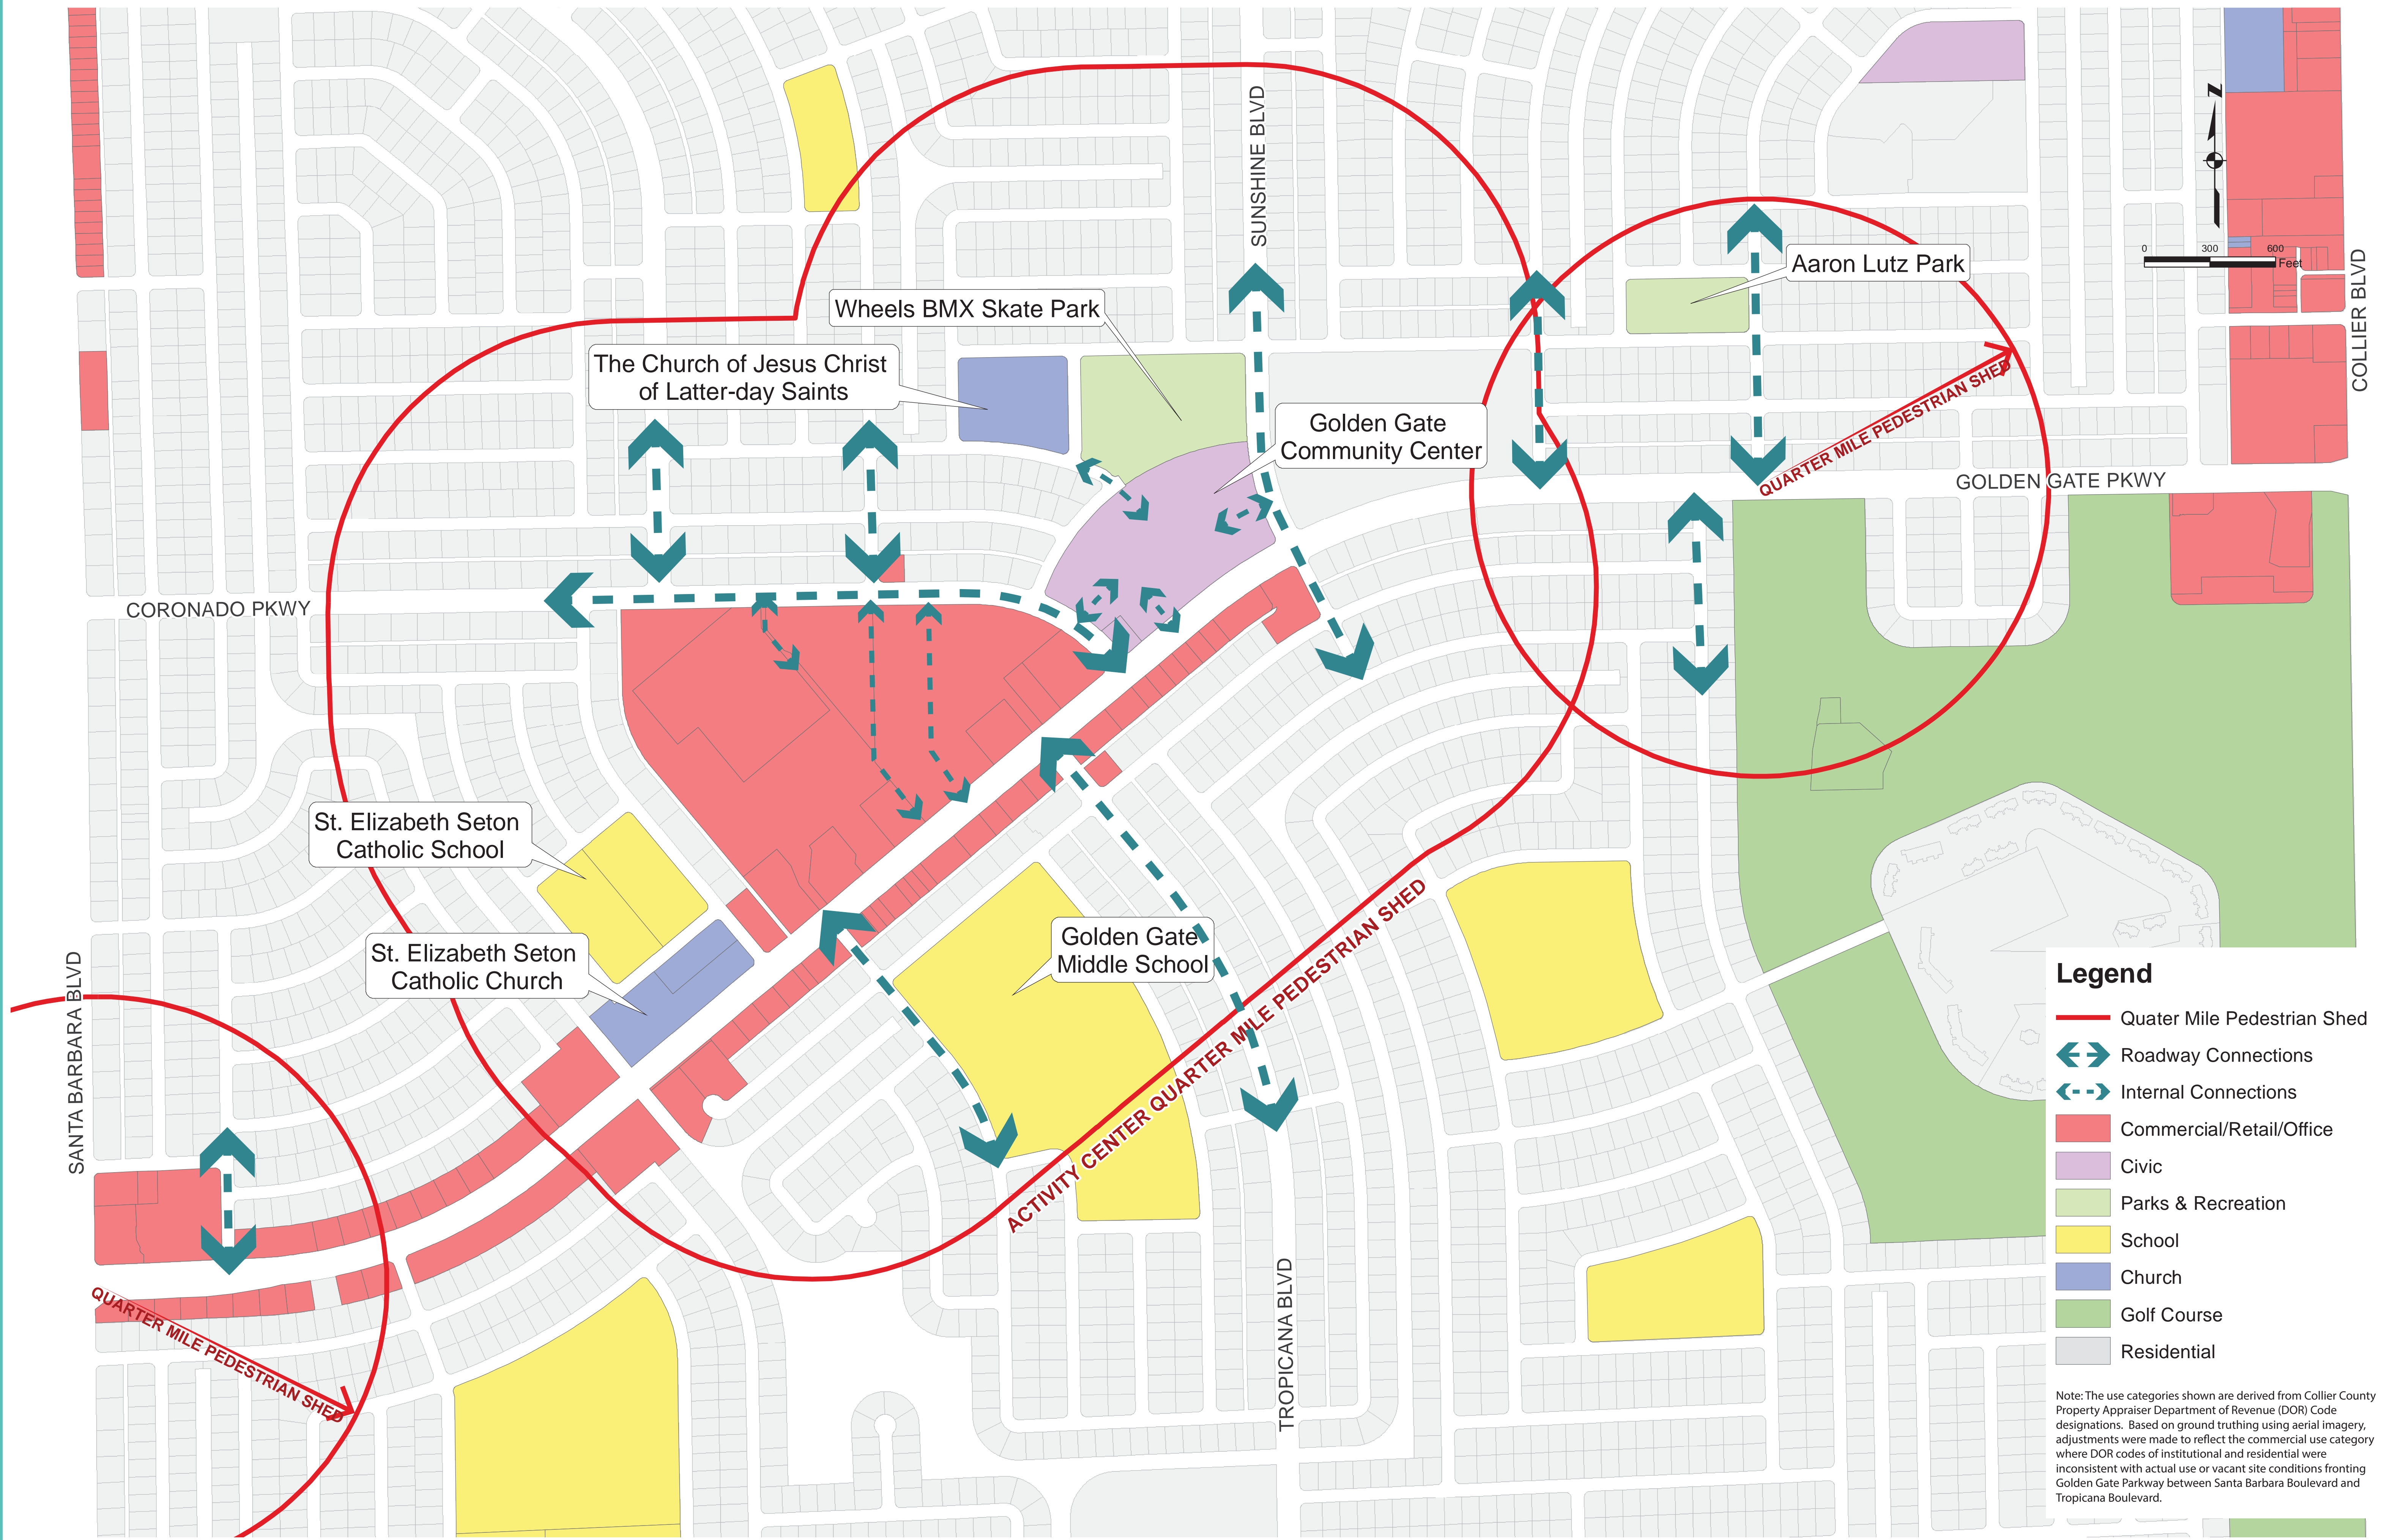 SUNSHINE BLVD
N
0 300 600
Feet
COLLIER BLVD
Aaron Lutz Park
Wheels BMX Skate Park
The Church of Jesus Christ
of Latter-day Saints
Golden Gate
Community Center
QUARTER MILE PEDESTRIAN SHED
GOLDEN GATE PKWY
CORONADO PKWY
St. Elizabeth Seton
Catholic School
St. Elizabeth Seton
Catholic Church
Golden Gate
Middle School
ACTIVITY CENTER QUARTER MILE PEDESTRIAN SHED
SANTA BARBARA BLVD
QUARTER MILE PEDESTRIAN SHED
TROPICANA BLVD
Legend
Quater Mile Pedestrian Shed
Roadway Connections
Internal Connections
Commercial/Retail/Office
Civic
Parks & Recreation
School
Church
Golf Course
Residential
Note: The use categories shown are derived from Collier County
Property Appraiser Department of Revenue (DOR) Code
designations. Based on ground truthing using aerial imagery,
adjustments were made to reflect the commercial use category
where DOR codes of institutional and residential were
inconsistent with actual use or vacant site conditions fronting
Golden Gate Parkway between Santa Barbara Boulevard and
Tropicana Boulevard.